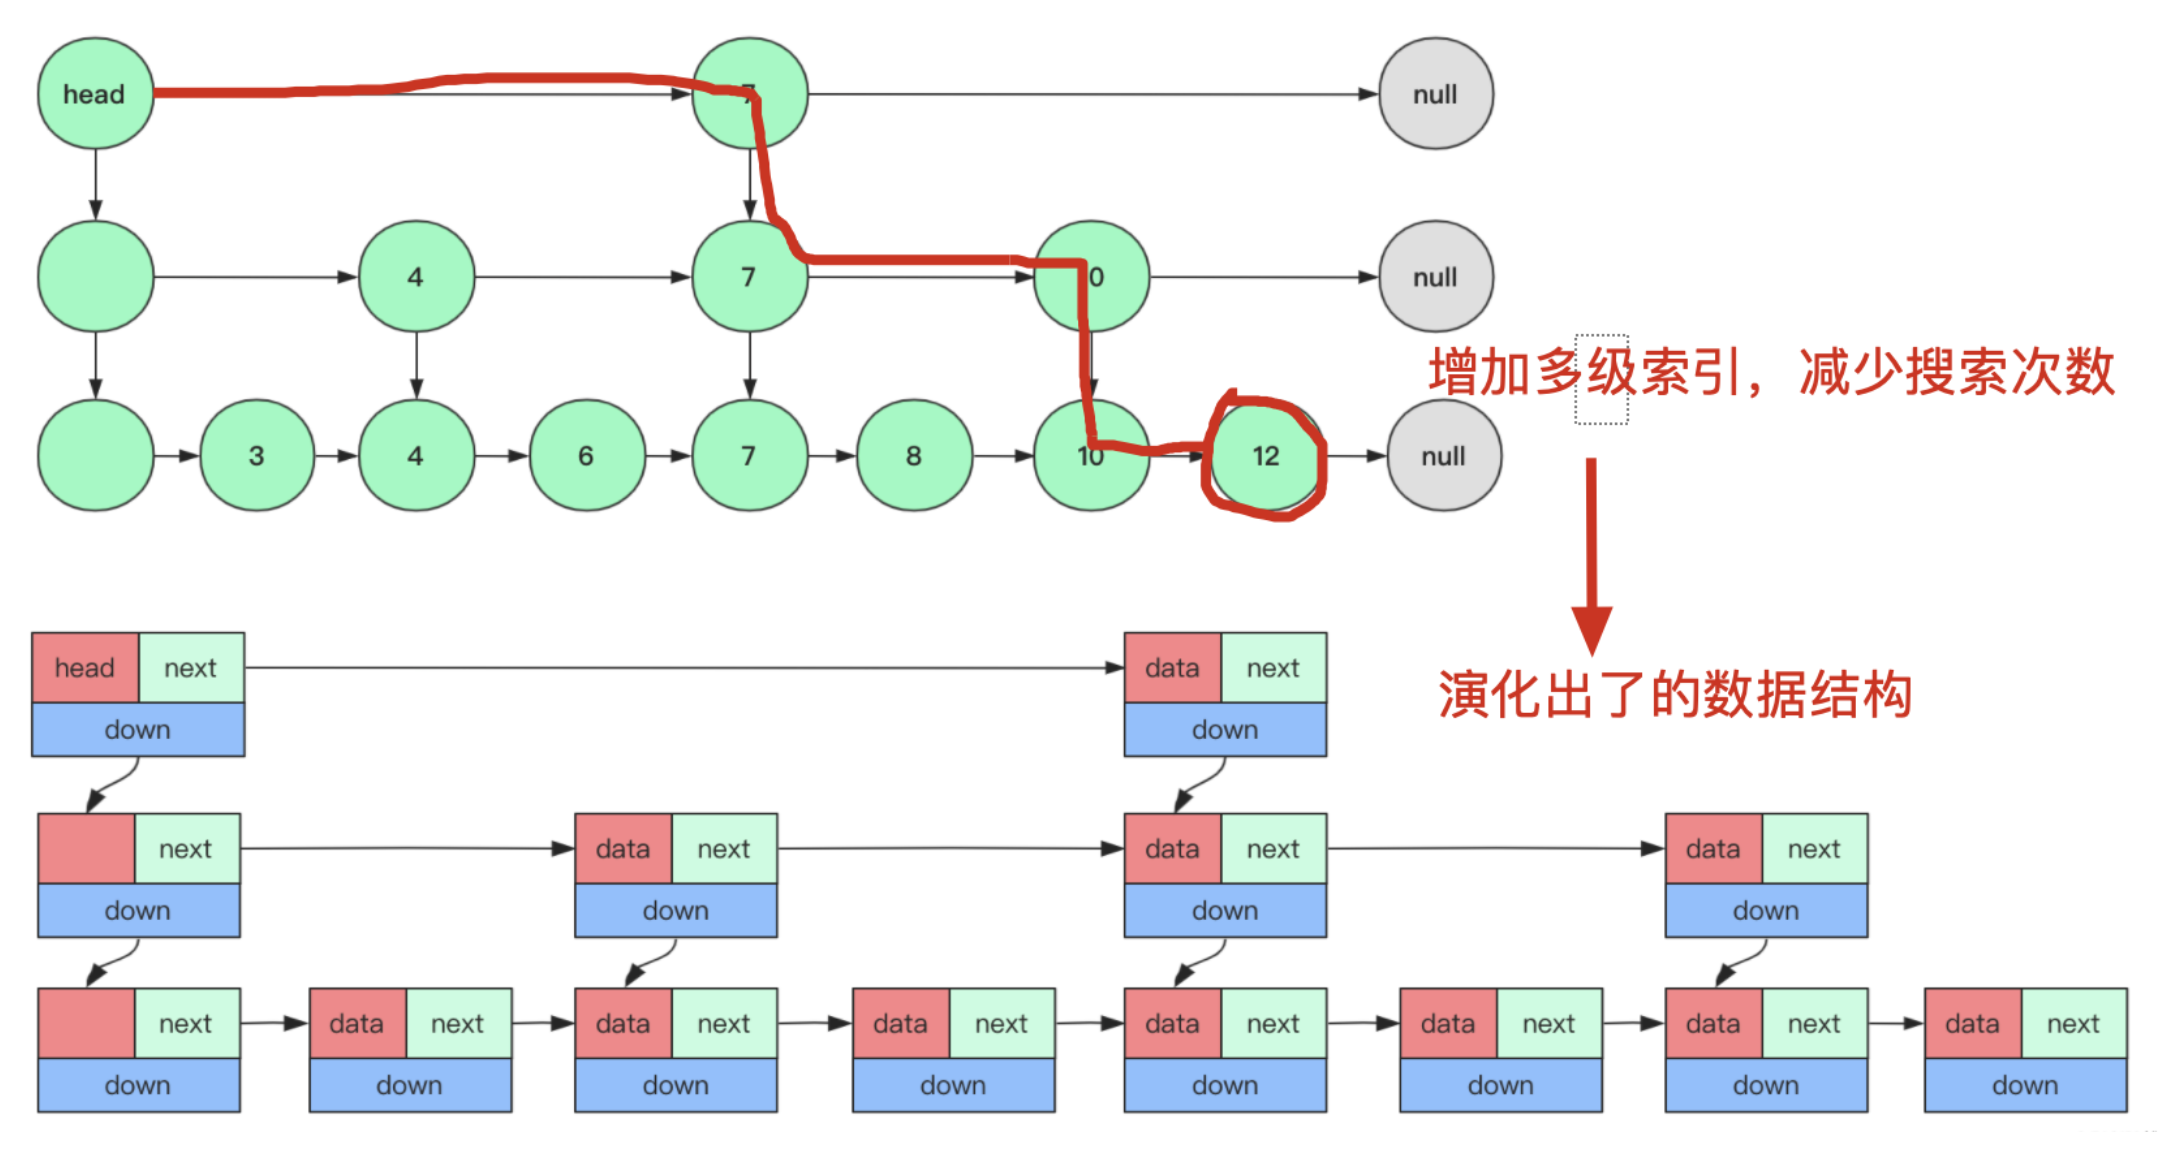 head 7 null
4 7 0 null
增加多级索引，减少搜索次数
3 4 6 7 8 10 12 null
head next data next
down down
演化出了的数据结构
next data next data next data next
down down down down
next data next data next data next data next data next data next data next
down down down down down down down down